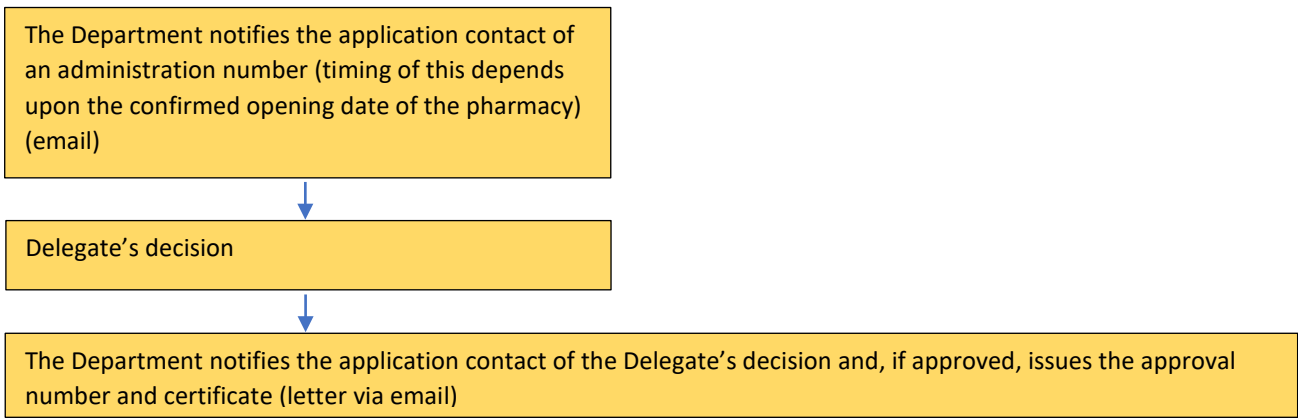 The Department notifies the application contact of
an administration number (timing of this depends
upon the confirmed opening date of the pharmacy)
(email)
Delegate’s decision
The Department notifies the application contact of the Delegate’s decision and, if approved, issues the approval
number and certificate (letter via email)